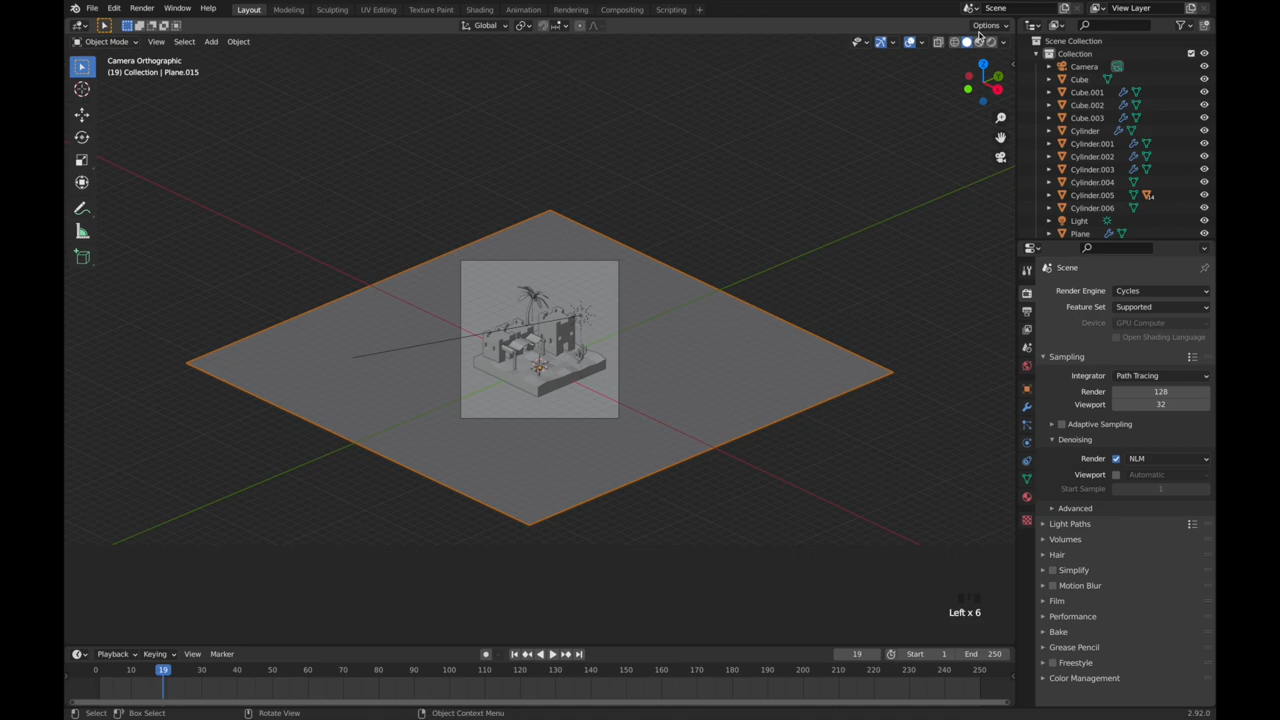 File Edit Render Window Help Layout Modeling Sculpting UV Editing Texture Paint Shading Animation Rendering Compositing Scripting Scene View Layer
Global Options
Object Mode View Select Add Object
Camera Orthographic
(19) Collection | Plane.015
Z
Y
X
Left x 6
Scene Collection
Collection
Camera
Cube
Cube.001
Cube.002
Cube.003
Cylinder
Cylinder.001
Cylinder.002
Cylinder.003
Cylinder.004
Cylinder.005 14
Cylinder.006
Light
Plane
Scene
Render Engine Cycles
Feature Set Supported
Device GPU Compute
Open Shading Language
Sampling
Integrator Path Tracing
Render 128
Viewport 32
Adaptive Sampling
Denoising
Render NLM
Viewport Automatic
Start Sample 1
Advanced
Light Paths
Volumes
Hair
Simplify
Motion Blur
Film
Performance
Bake
Grease Pencil
Freestyle
Color Management
Playback Keying View Marker 19 Start 1 End 250
0 10 19 30 40 50 60 70 80 90 100 110 120 130 140 150 160 170 180 190 200 210 220 230 240 250
Select Box Select Rotate View Object Context Menu 2.92.0